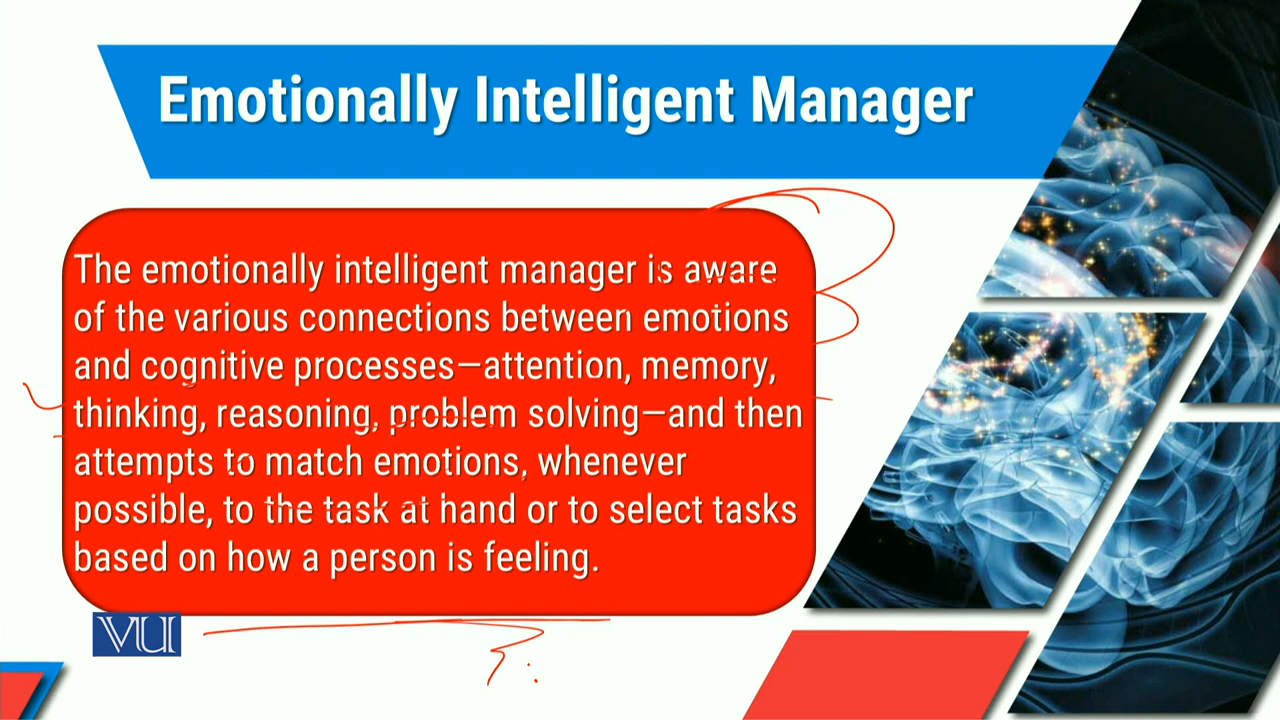 Emotionally Intelligent Manager
The emotionally intelligent manager is aware
of the various connections between emotions
and cognitive processes—attention, memory,
thinking, reasoning, problem solving—and then
attempts to match emotions, whenever
possible, to the task at hand or to select tasks
based on how a person is feeling.
VU